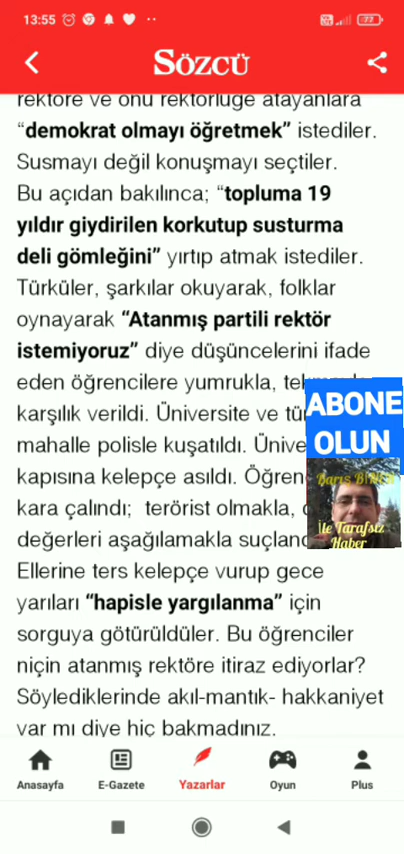 13:55
77
SÖZCÜ
rektöre ve onu rektörlüğe atayanlara
“demokrat olmayı öğretmek” istediler.
Susmayı değil konuşmayı seçtiler.
Bu açıdan bakılınca; “topluma 19
yıldır giydirilen korkutup susturma
deli gömleğini” yırtıp atmak istediler.
Türküler, şarkılar okuyarak, folklar
oynayarak “Atanmış partili rektör
istemiyoruz” diye düşüncelerini ifade
eden öğrencilere yumrukla,
karşılık verildi. Üniversite ve
mahalle polisle kuşatıldı.
kapısına kelepçe asıldı.
kara çalındı; terörist olmakla,
değerleri aşağılamakla
Ellerine ters kelepçe vurup gece
yarıları “hapisle yargılanma” için
sorguya götürüldüler. Bu öğrenciler
niçin atanmış rektöre itiraz ediyorlar?
Söylediklerinde akıl-mantık- hakkaniyet
var mı diye hiç bakmadınız.
ABONE
OLUN
Barış
İle Tarafsız
Haber
Anasayfa
E-Gazete
Yazarlar
Oyun
Plus